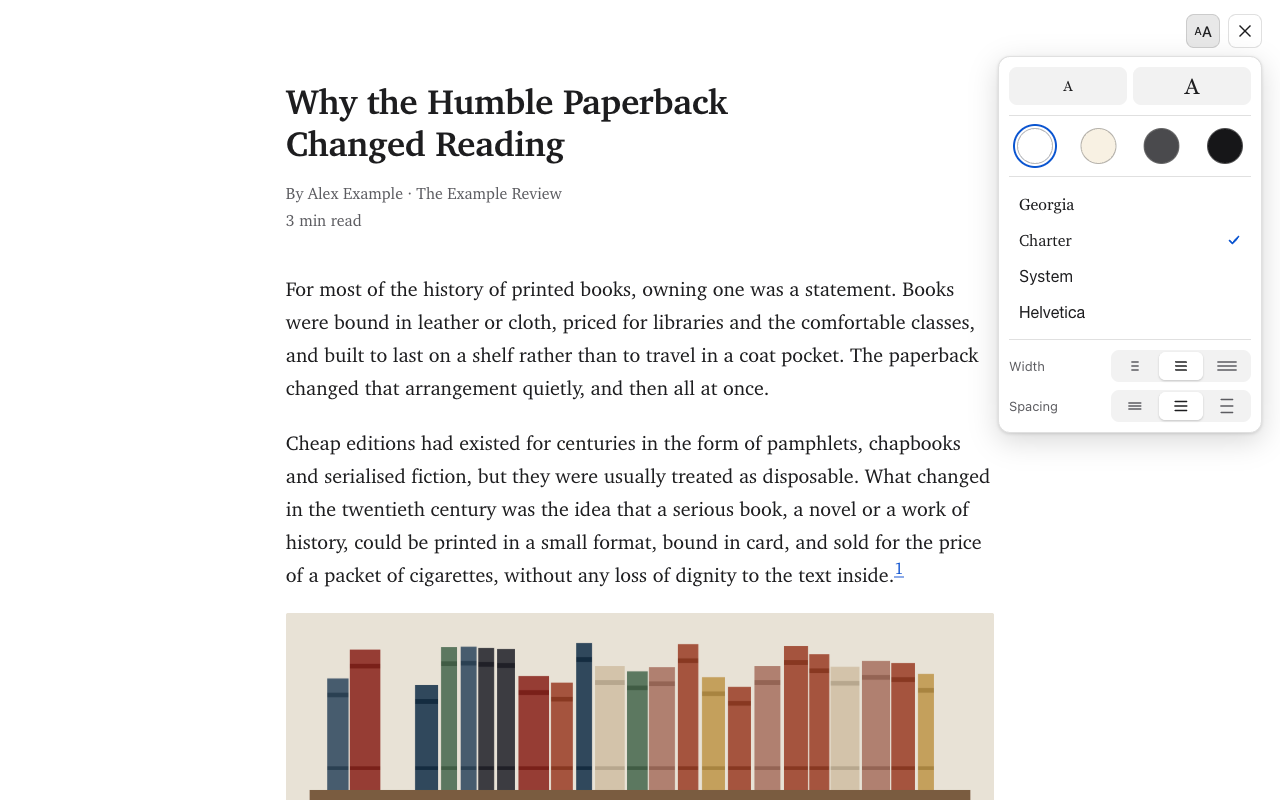 AA
Why the Humble Paperback
Changed Reading
By Alex Example · The Example Review
3 min read
For most of the history of printed books, owning one was a statement. Books
were bound in leather or cloth, priced for libraries and the comfortable classes,
and built to last on a shelf rather than to travel in a coat pocket. The paperback
changed that arrangement quietly, and then all at once.
Cheap editions had existed for centuries in the form of pamphlets, chapbooks
and serialised fiction, but they were usually treated as disposable. What changed
in the twentieth century was the idea that a serious book, a novel or a work of
history, could be printed in a small format, bound in card, and sold for the price
of a packet of cigarettes, without any loss of dignity to the text inside.1
A A
Georgia
Charter
System
Helvetica
Width
Spacing